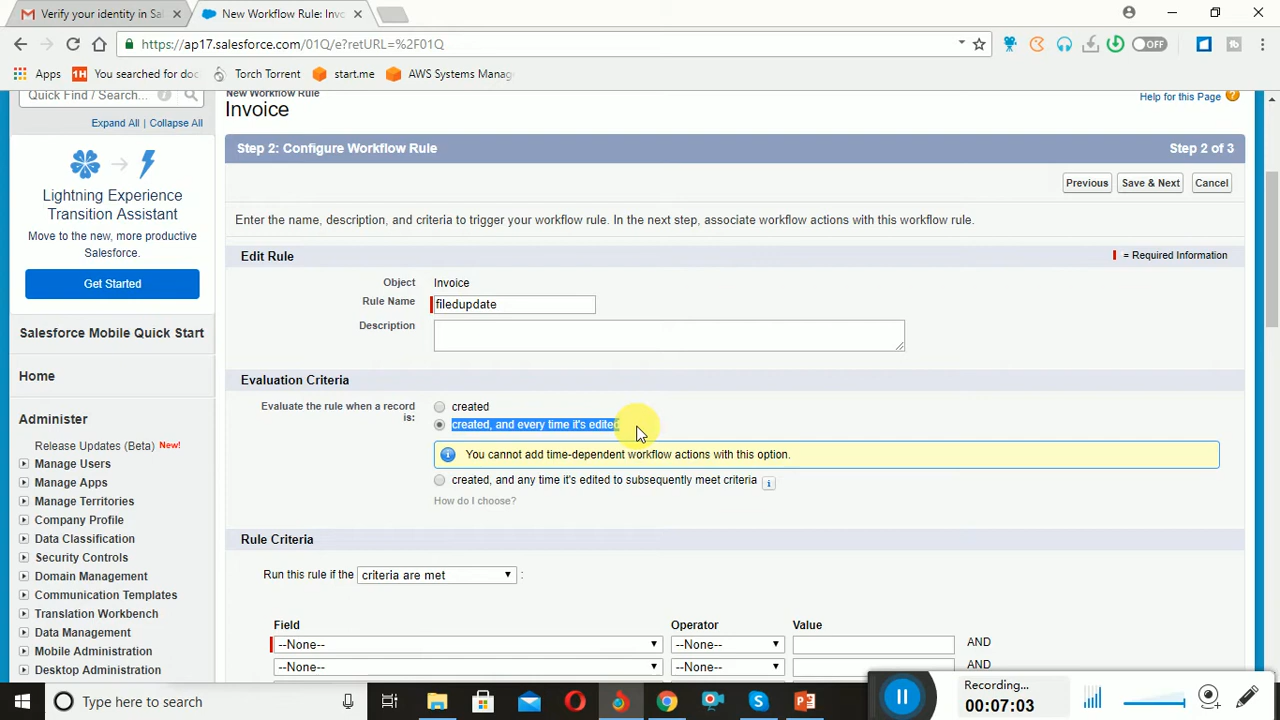 Verify your identity in Sa
New Workflow Rule: Invo
https://ap17.salesforce.com/01Q/e?retURL=%2F01Q
OFF
Apps
You searched for doc
Torch Torrent
start.me
AWS Systems Mana
Quick Find / Search...
Expand All | Collapse All
Lightning Experience
Transition Assistant
Move to the new, more productive
Salesforce.
Get Started
Salesforce Mobile Quick Start
Home
Administer
Release Updates (Beta) New!
Manage Users
Manage Apps
Manage Territories
Company Profile
Data Classification
Security Controls
Domain Management
Communication Templates
Translation Workbench
Data Management
Mobile Administration
Desktop Administration
New Workflow Rule
Invoice
Help for this Page
Step 2: Configure Workflow Rule
Step 2 of 3
Previous
Save & Next
Cancel
Enter the name, description, and criteria to trigger your workflow rule. In the next step, associate workflow actions with this workflow rule.
Edit Rule
= Required Information
Object Invoice
Rule Name filedupdate
Description
Evaluation Criteria
Evaluate the rule when a record
is:
created
created, and every time it's edited
You cannot add time-dependent workflow actions with this option.
created, and any time it's edited to subsequently meet criteria
How do I choose?
Rule Criteria
Run this rule if the criteria are met :
Field Operator Value
--None-- --None-- AND
--None-- --None-- AND
Type here to search
Recording...
00:07:03